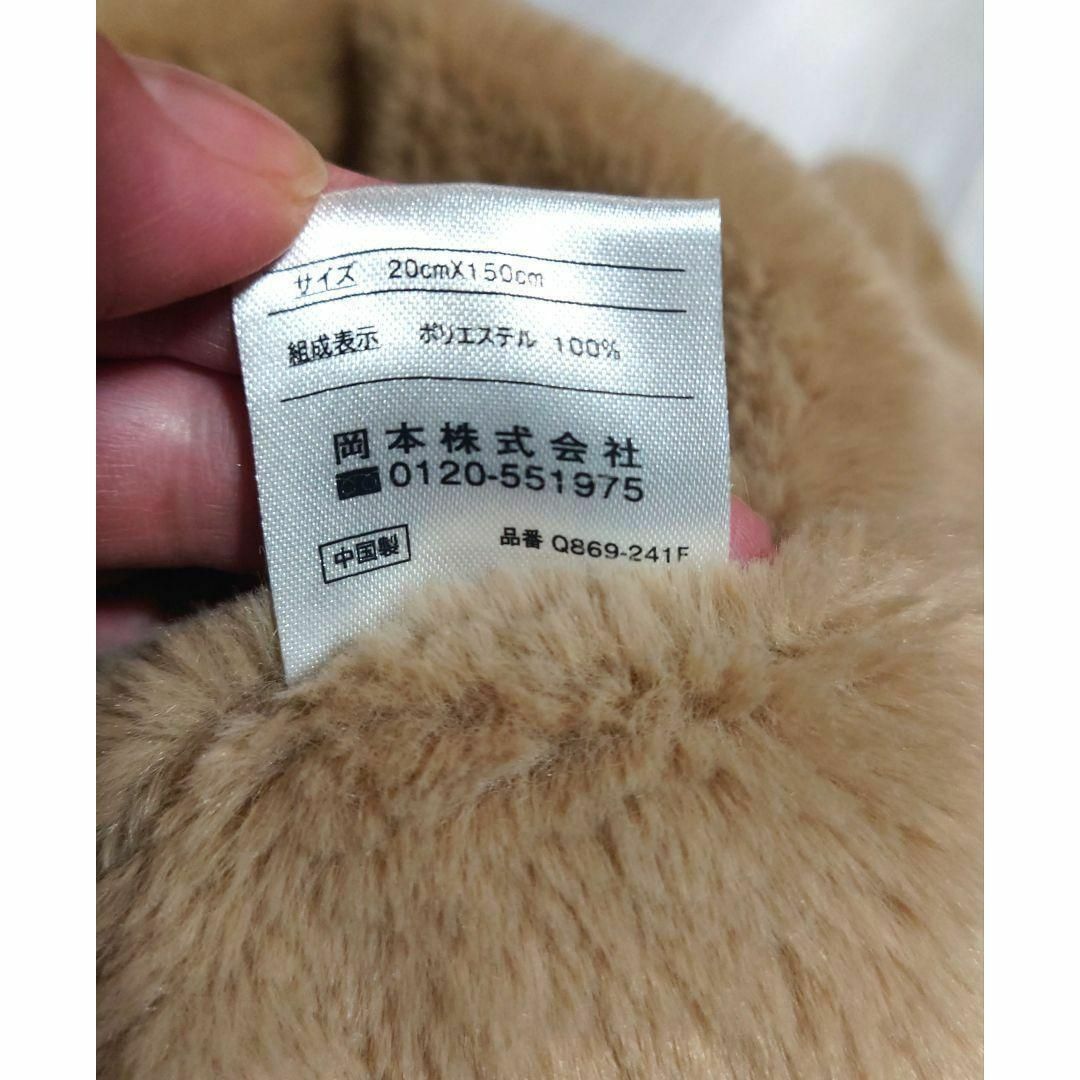 サイズ 20cmX150cm
組成表示 ポリエステル 100%
岡本株式会社
0120-551975
中国製
品番 Q869-241F